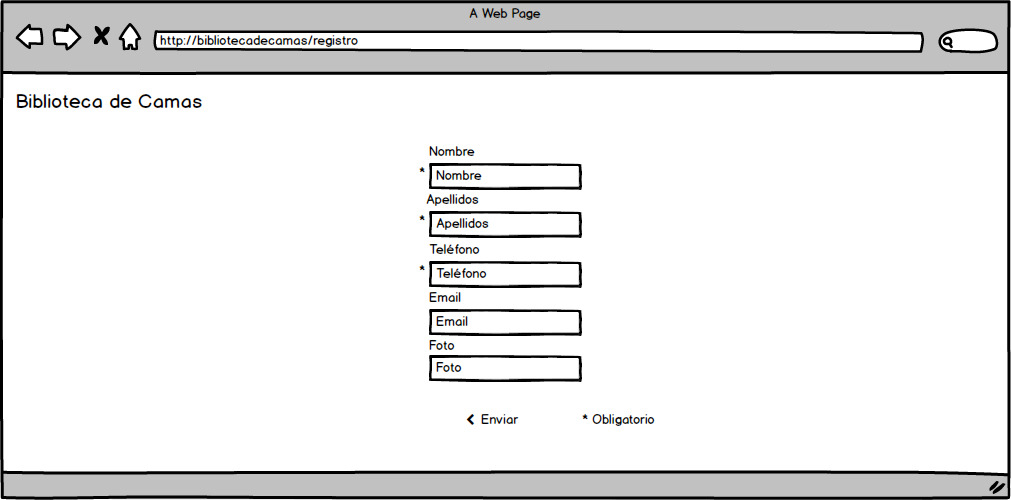 A Web Page
http://bibliotecadecamas/registro
Biblioteca de Camas
Nombre
* Nombre
Apellidos
* Apellidos
Teléfono
* Teléfono
Email
Email
Foto
Foto
Enviar
* Obligatorio